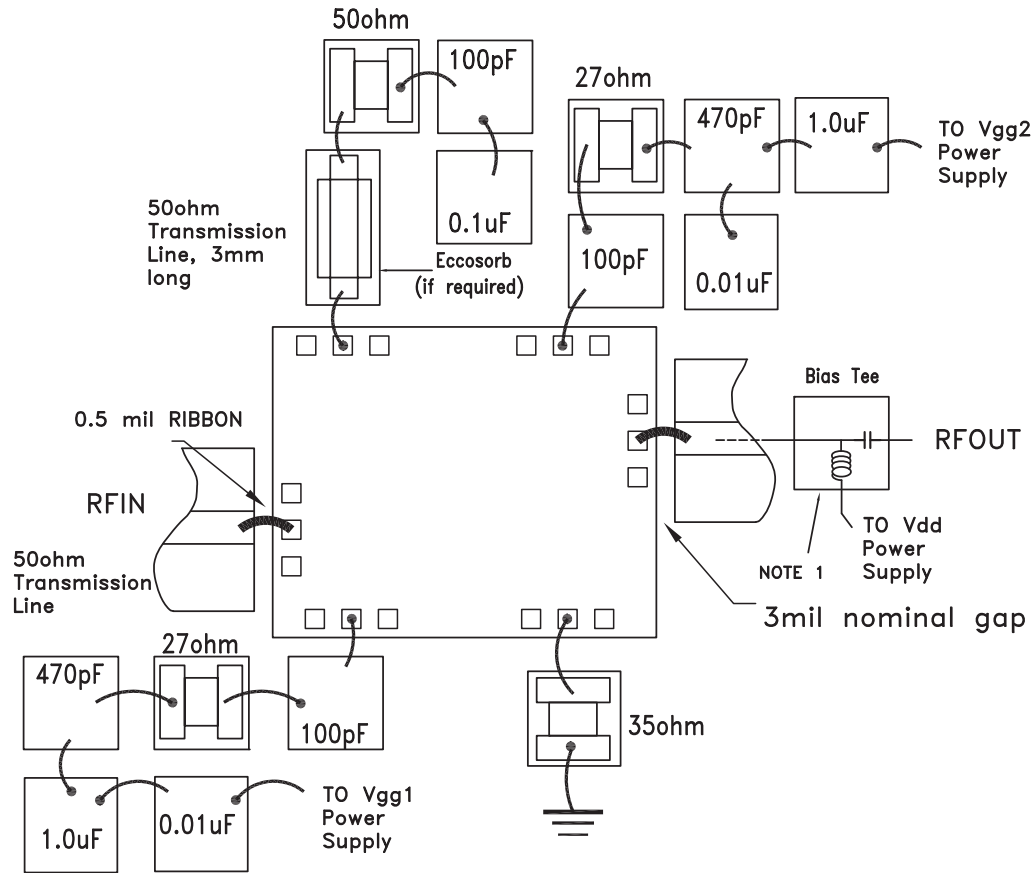 50ohm
100pF
27ohm
470pF
1.0uF
TO Vgg2
Power
Supply
50ohm
Transmission
Line, 3mm
long
0.1uF
Eccosorb
(if required)
100pF
0.01uF
Bias Tee
0.5 mil RIBBON
RFOUT
RFIN
TO Vdd
Power
Supply
NOTE 1
50ohm
Transmission
Line
3mil nominal gap
27ohm
470pF
100pF
35ohm
1.0uF
0.01uF
TO Vgg1
Power
Supply